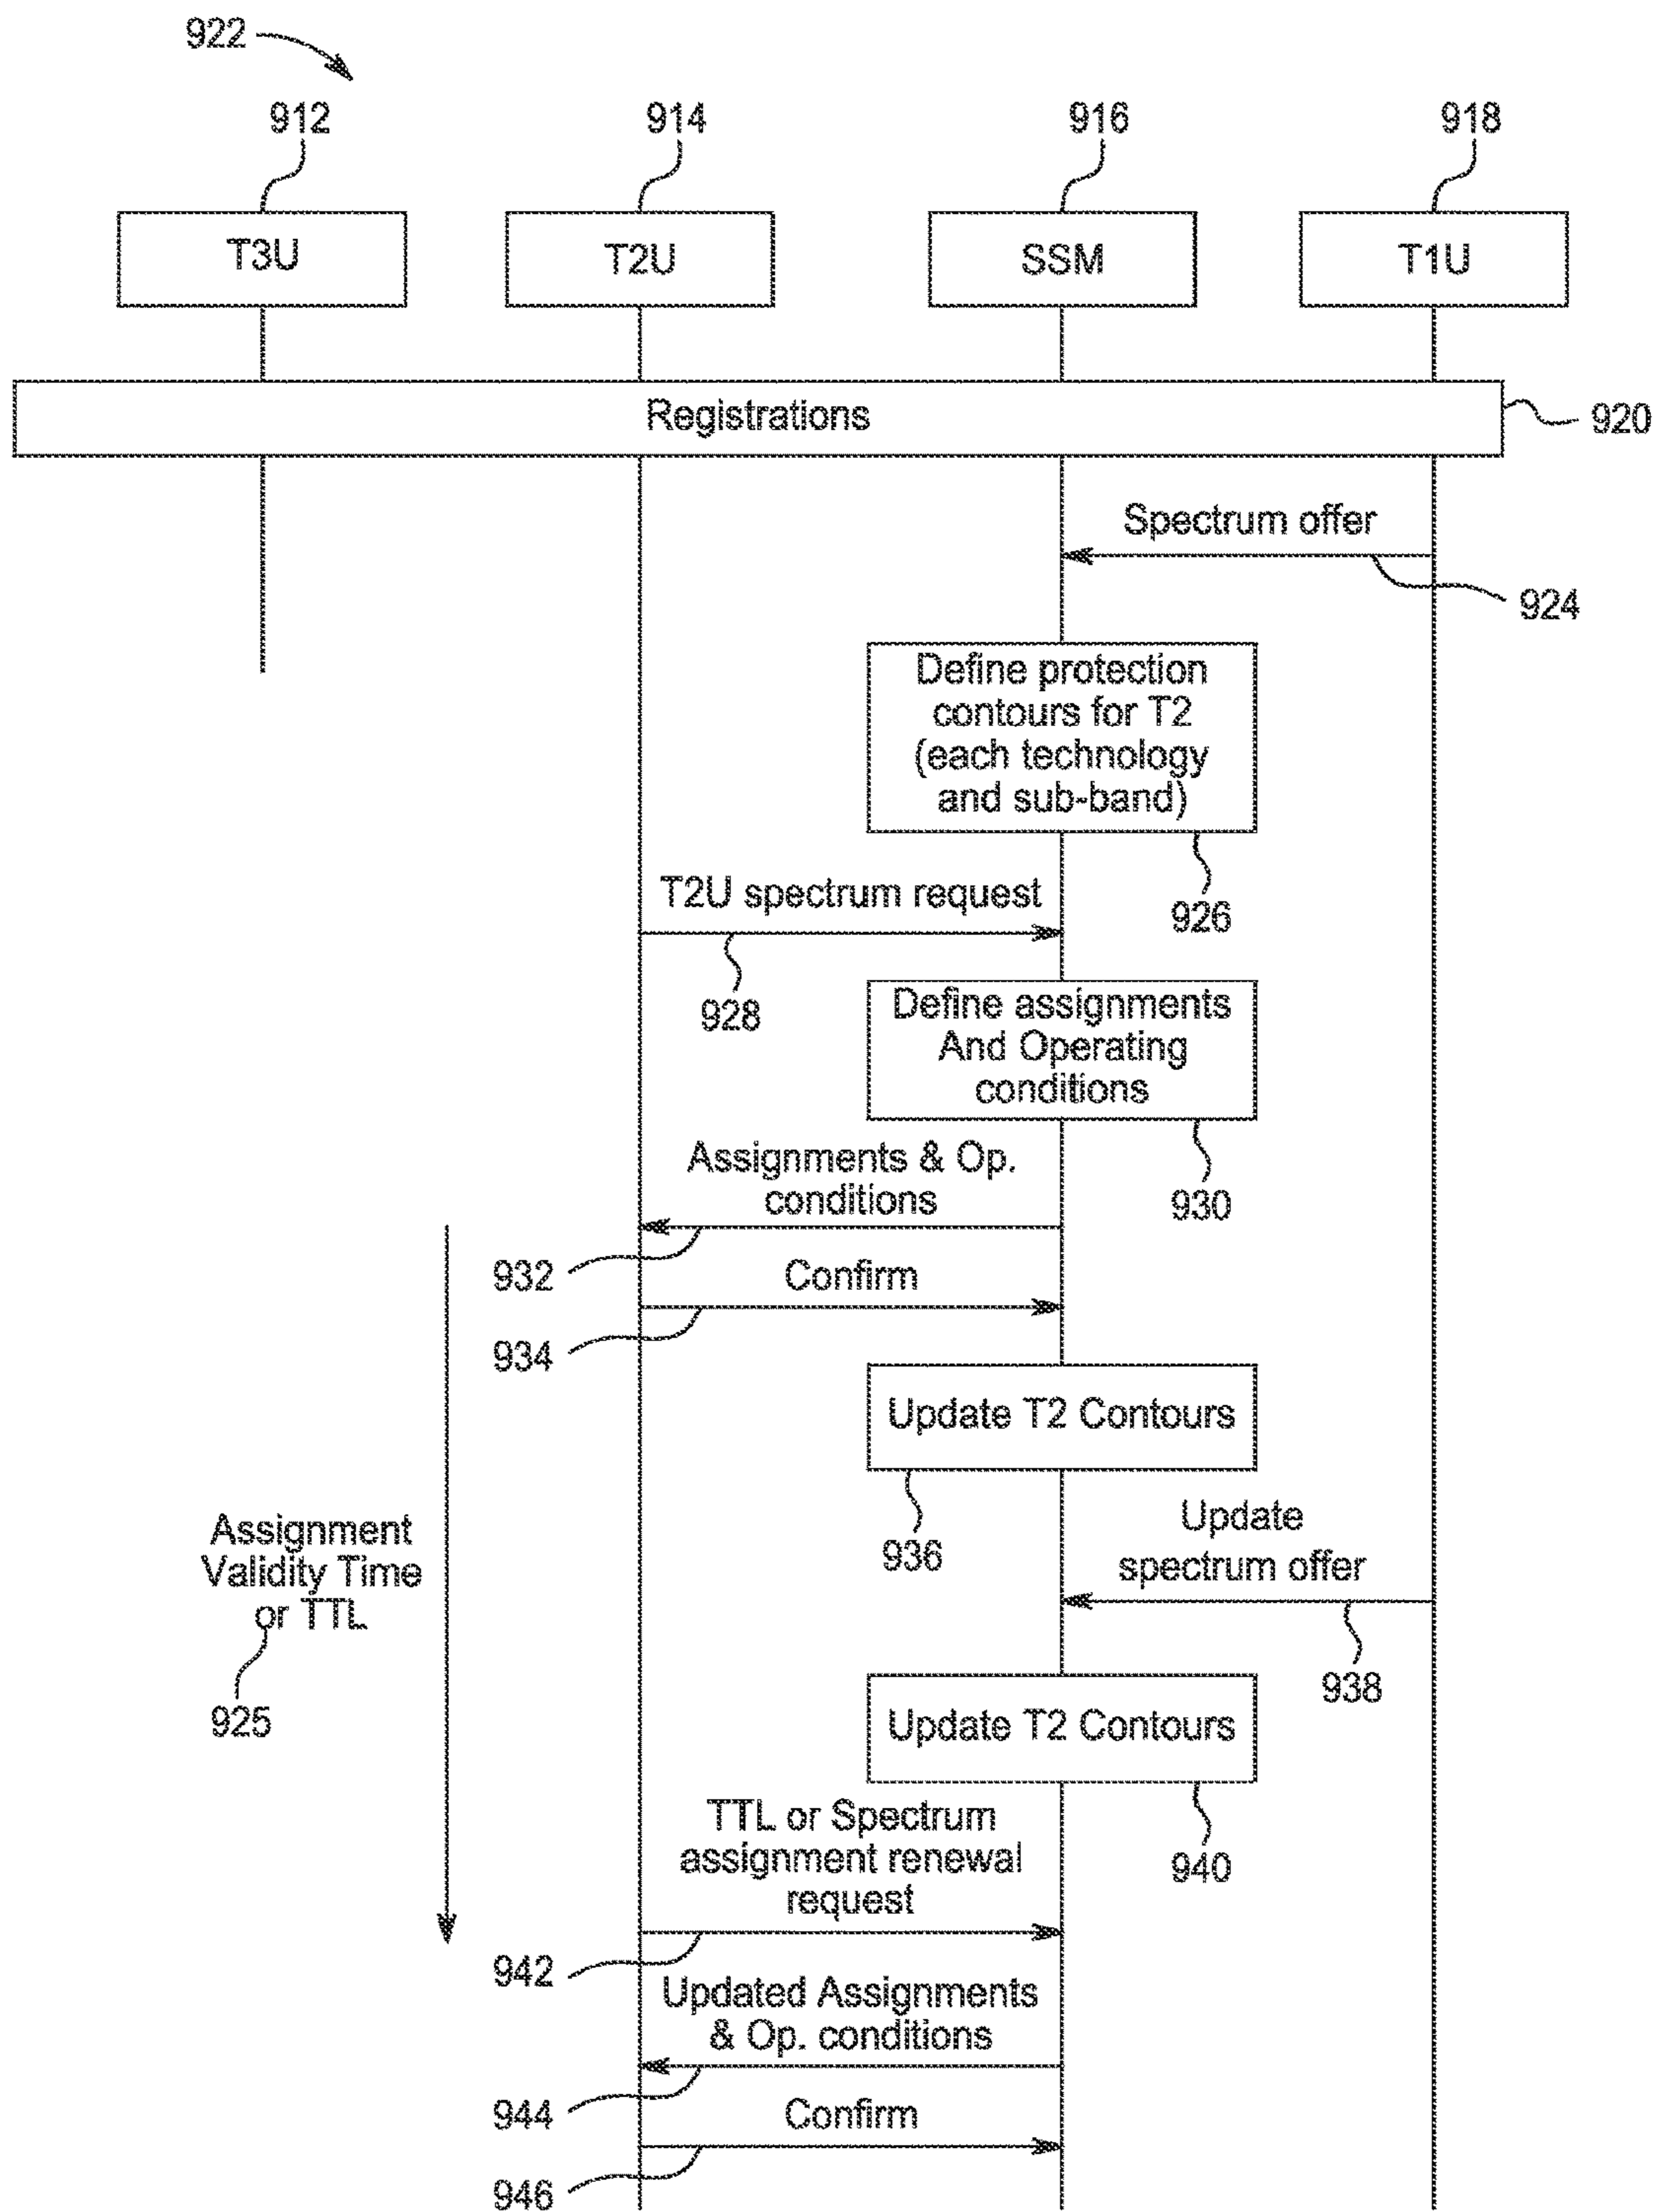 922
912
914
916
918
T3U
T2U
SSM
T1U
Registrations
920
Spectrum offer
924
Define protection
contours for T2
(each technology
and sub-band)
926
T2U spectrum request
928
Define assignments
And Operating
conditions
930
Assignments & Op.
conditions
932
Confirm
934
Update T2 Contours
936
Update
spectrum offer
938
Assignment
Validity Time
or TTL
925
Update T2 Contours
940
TTL or Spectrum
assignment renewal
request
942
Updated Assignments
& Op. conditions
944
Confirm
946